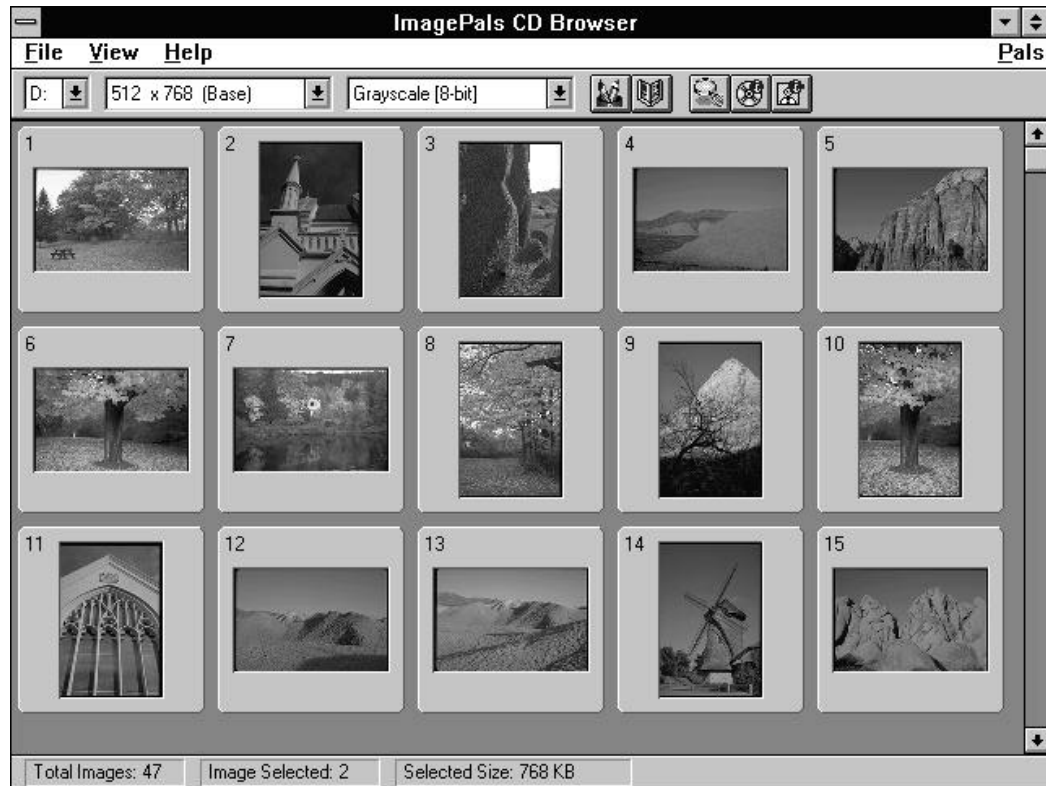 ImagePals CD Browser
File View Help Pals
D: 512 x 768 (Base) Grayscale [8-bit]
1 2 3 4 5
6 7 8 9 10
11 12 13 14 15
Total Images: 47 Image Selected: 2 Selected Size: 768 KB